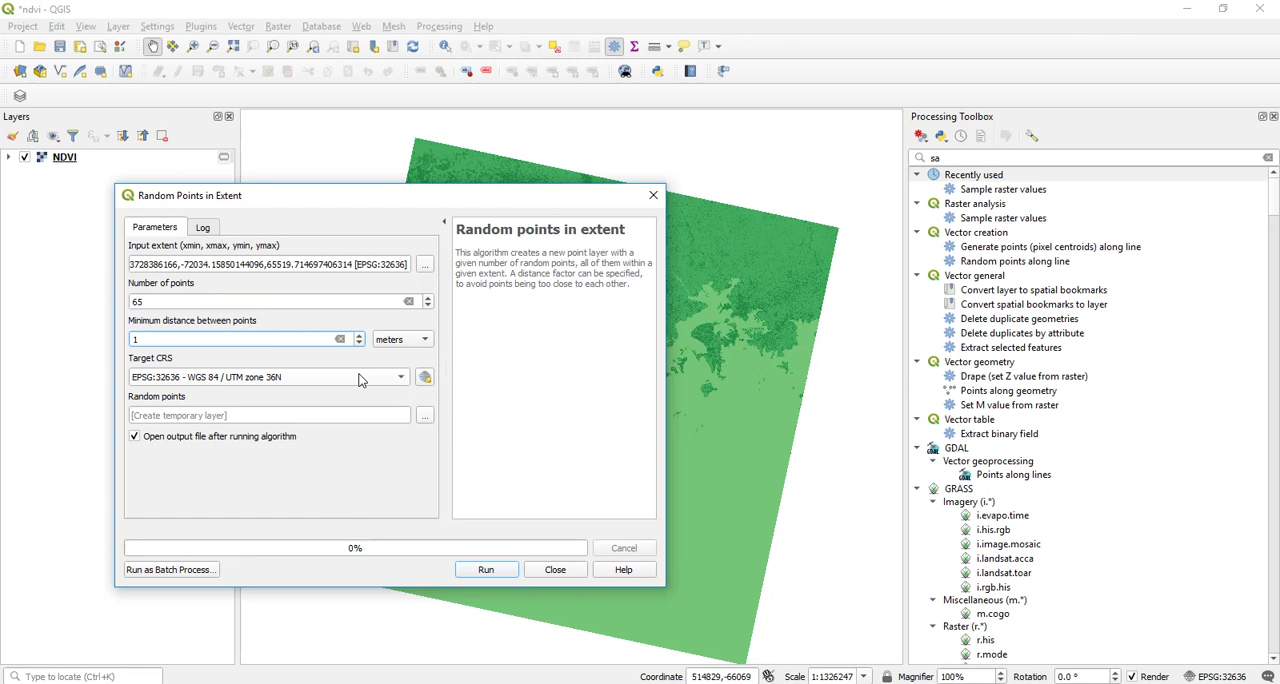 *ndvi - QGIS
Project Edit View Layer Settings Plugins Vector Raster Database Web Mesh Processing Help
Layers
NDVI
Random Points in Extent
Parameters Log
Input extent (xmin, xmax, ymin, ymax)
3728386166,-72034.15850144096,65519.714697406314 [EPSG:32636] ...
Number of points
65
Minimum distance between points
1 meters
Target CRS
EPSG:32636 - WGS 84 / UTM zone 36N
Random points
[Create temporary layer] ...
Open output file after running algorithm
Random points in extent
This algorithm creates a new point layer with a
given number of random points, all of them within a
given extent. A distance factor can be specified,
to avoid points being too close to each other.
0% Cancel
Run as Batch Process... Run Close Help
Processing Toolbox
sa
Recently used
Sample raster values
Raster analysis
Sample raster values
Vector creation
Generate points (pixel centroids) along line
Random points along line
Vector general
Convert layer to spatial bookmarks
Convert spatial bookmarks to layer
Delete duplicate geometries
Delete duplicates by attribute
Extract selected features
Vector geometry
Drape (set Z value from raster)
Points along geometry
Set M value from raster
Vector table
Extract binary field
GDAL
Vector geoprocessing
Points along lines
GRASS
Imagery (i.*)
i.evapo.time
i.his.rgb
i.image.mosaic
i.landsat.acca
i.landsat.toar
i.rgb.his
Miscellaneous (m.*)
m.cogo
Raster (r.*)
r.his
r.mode
Type to locate (Ctrl+K) Coordinate 514829,-66069 Scale 1:1326247 Magnifier 100% Rotation 0.0 ° Render EPSG:32636